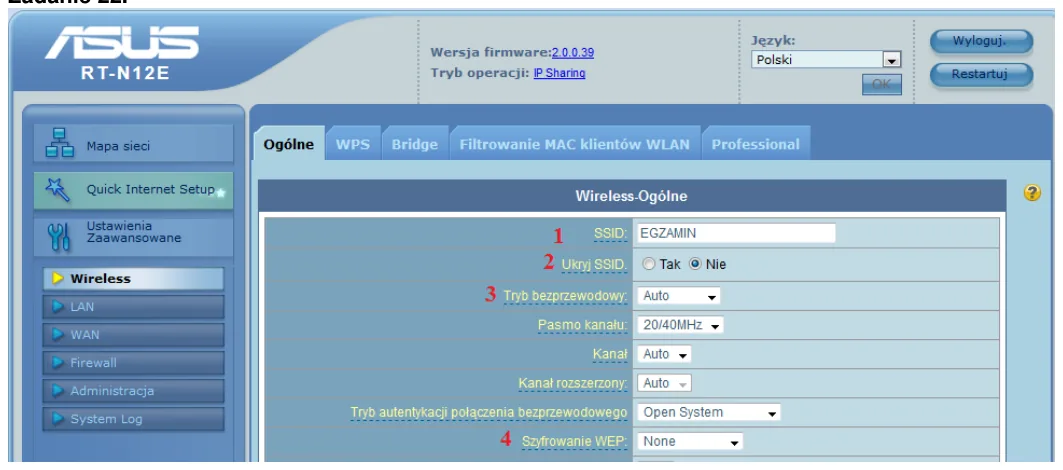 Zadanie 22.
ASUS
RT-N12E
Wersja firmware:2.0.0.39
Tryb operacji: IP Sharing
Język:
Polski
OK
Wyloguj.
Restartuj
Mapa sieci
Quick Internet Setup
Ustawienia
Zaawansowane
Wireless
LAN
WAN
Firewall
Administracja
System Log
Ogólne WPS Bridge Filtrowanie MAC klientów WLAN Professional
Wireless-Ogólne
1 SSID: EGZAMIN
2 Ukryj SSID. Tak Nie
3 Tryb bezprzewodowy: Auto
Pasmo kanału: 20/40MHz
Kanał Auto
Kanał rozszerzony: Auto
Tryb autentykacji połączenia bezprzewodowego Open System
4 Szyfrowanie WEP: None